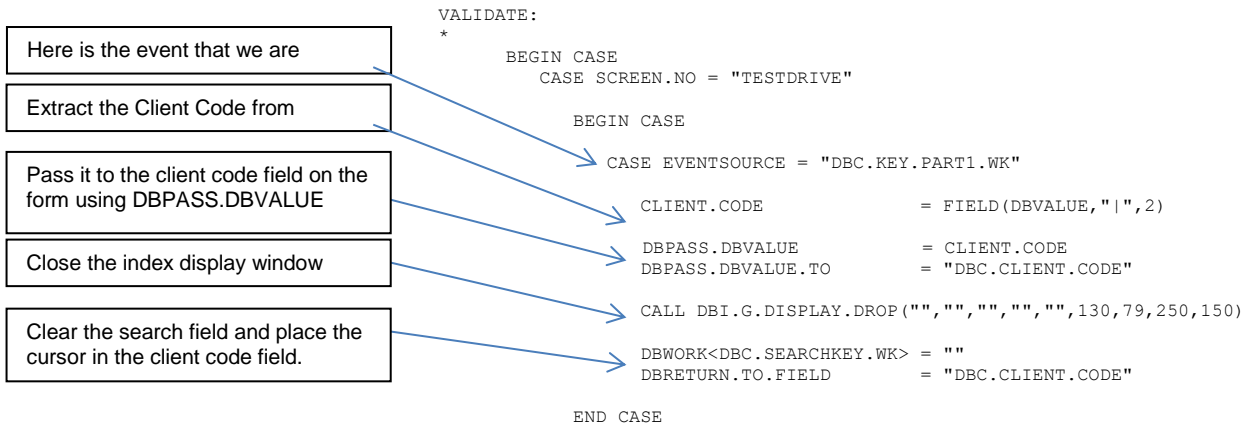 VALIDATE:
*
BEGIN CASE
CASE SCREEN.NO = "TESTDRIVE"
BEGIN CASE
CASE EVENTSOURCE = "DBC.KEY.PART1.WK"
CLIENT.CODE = FIELD(DBVALUE,"|",2)
DBPASS.DBVALUE = CLIENT.CODE
DBPASS.DBVALUE.TO = "DBC.CLIENT.CODE"
CALL DBI.G.DISPLAY.DROP("","","","","",130,79,250,150)
DBWORK<DBC.SEARCHKEY.WK> = ""
DBRETURN.TO.FIELD = "DBC.CLIENT.CODE"
END CASE
Here is the event that we are
Extract the Client Code from
Pass it to the client code field on the
form using DBPASS.DBVALUE
Close the index display window
Clear the search field and place the
cursor in the client code field.